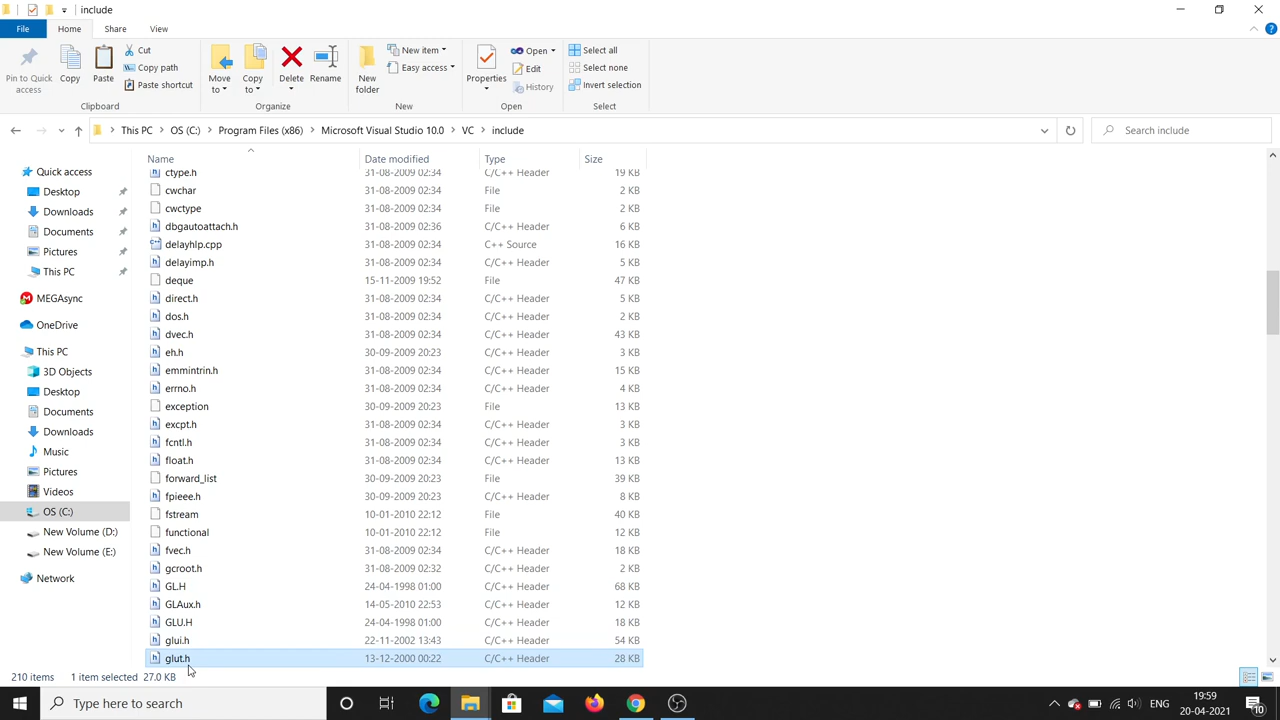 include
File Home Share View
Pin to Quick access
Copy
Paste
Cut
Copy path
Paste shortcut
Clipboard
Move to
Copy to
Delete
Rename
Organize
New folder
New item
Easy access
New
Properties
Open
Edit
History
Open
Select all
Select none
Invert selection
Select
This PC > OS (C:) > Program Files (x86) > Microsoft Visual Studio 10.0 > VC > include
Search include
Quick access
Desktop
Downloads
Documents
Pictures
This PC
MEGAsync
OneDrive
This PC
3D Objects
Desktop
Documents
Downloads
Music
Pictures
Videos
OS (C:)
New Volume (D:)
New Volume (E:)
Network
Name Date modified Type Size
ctype.h 31-08-2009 02:34 C/C++ Header 19 KB
cwchar 31-08-2009 02:34 File 2 KB
cwctype 31-08-2009 02:34 File 2 KB
dbgautoattach.h 31-08-2009 02:36 C/C++ Header 6 KB
delayhlp.cpp 31-08-2009 02:34 C++ Source 16 KB
delayimp.h 31-08-2009 02:34 C/C++ Header 5 KB
deque 15-11-2009 19:52 File 47 KB
direct.h 31-08-2009 02:34 C/C++ Header 5 KB
dos.h 31-08-2009 02:34 C/C++ Header 2 KB
dvec.h 31-08-2009 02:34 C/C++ Header 43 KB
eh.h 30-09-2009 20:23 C/C++ Header 3 KB
emmintrin.h 31-08-2009 02:34 C/C++ Header 15 KB
errno.h 31-08-2009 02:34 C/C++ Header 4 KB
exception 30-09-2009 20:23 File 13 KB
excpt.h 31-08-2009 02:34 C/C++ Header 3 KB
fcntl.h 31-08-2009 02:34 C/C++ Header 3 KB
float.h 31-08-2009 02:34 C/C++ Header 13 KB
forward_list 30-09-2009 20:23 File 39 KB
fpieee.h 30-09-2009 20:23 C/C++ Header 8 KB
fstream 10-01-2010 22:12 File 40 KB
functional 10-01-2010 22:12 File 12 KB
fvec.h 31-08-2009 02:34 C/C++ Header 18 KB
gcroot.h 31-08-2009 02:32 C/C++ Header 2 KB
GL.H 24-04-1998 01:00 C/C++ Header 68 KB
GLAux.h 14-05-2010 22:53 C/C++ Header 12 KB
GLU.H 24-04-1998 01:00 C/C++ Header 18 KB
glui.h 22-11-2002 13:43 C/C++ Header 54 KB
glut.h 13-12-2000 00:22 C/C++ Header 28 KB
210 items 1 item selected 27.0 KB
Type here to search
ENG
19:59
20-04-2021
10